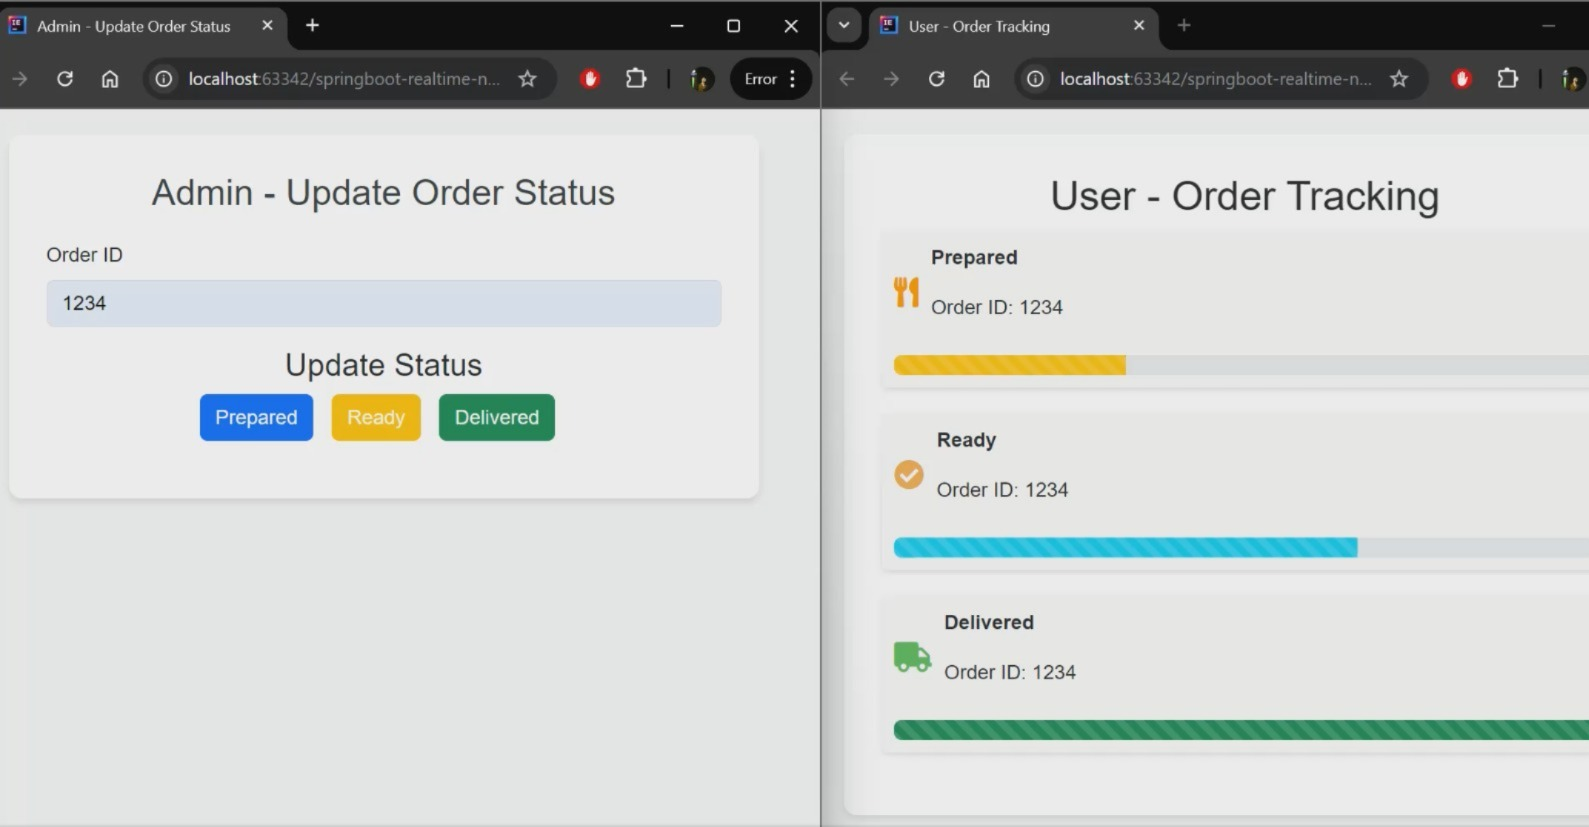 Admin - Update Order Status
localhost:63342/springboot-realtime-n...
Error
Admin - Update Order Status
Order ID
1234
Update Status
Prepared
Ready
Delivered
User - Order Tracking
localhost:63342/springboot-realtime-n...
User - Order Tracking
Prepared
Order ID: 1234
Ready
Order ID: 1234
Delivered
Order ID: 1234